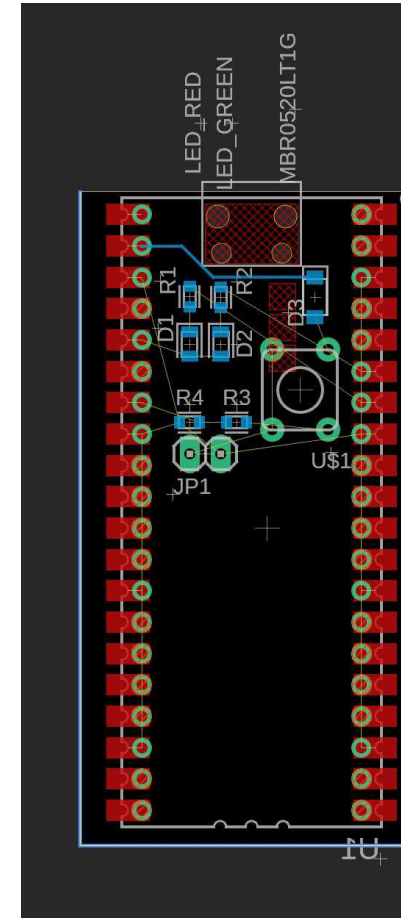 LED_RED
LED_GREEN
MBR0520LT1G
R1
R2
D3
D1
D2
R4
R3
U$1
JP1
U1